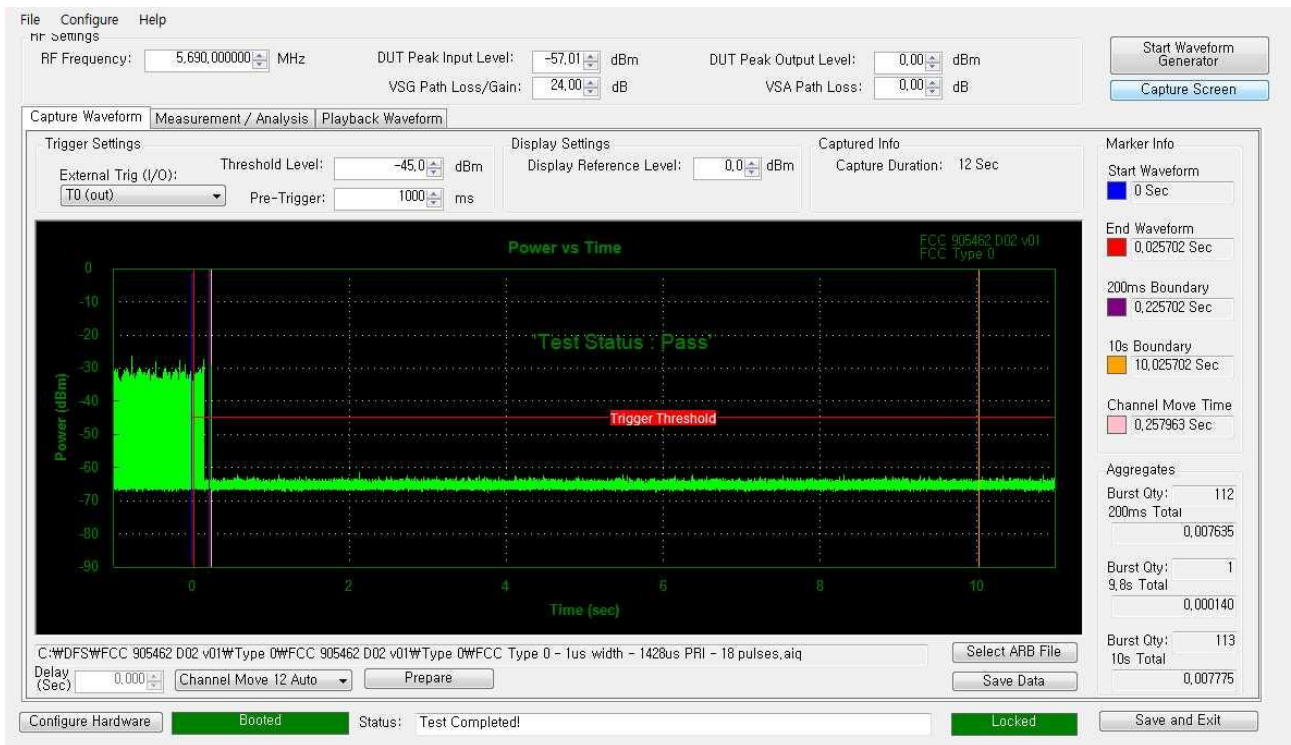 File Configure Help
RF Settings
RF Frequency: 5,690,000000 MHz DUT Peak Input Level: -57,01 dBm DUT Peak Output Level: 0,00 dBm
VSG Path Loss/Gain: 24,00 dB VSA Path Loss: 0,00 dB
Start Waveform
Generator
Capture Screen
Capture Waveform Measurement / Analysis Playback Waveform
Trigger Settings
External Trig (I/O):
T0 (out)
Threshold Level: -45,0 dBm
Pre-Trigger: 1000 ms
Display Settings
Display Reference Level: 0,0 dBm
Captured Info
Capture Duration: 12 Sec
Power vs Time
FCC 905462 D02 v01
FCC Type 0
0
-10
-20
-30
-40
-50
-60
-70
-80
-90
Power (dBm)
'Test Status : Pass'
Trigger Threshold
0 2 4 6 8 10
Time (sec)
Marker Info
Start Waveform
0 Sec
End Waveform
0,025702 Sec
200ms Boundary
0,225702 Sec
10s Boundary
10,025702 Sec
Channel Move Time
0,257963 Sec
Aggregates
Burst Qty: 112
200ms Total
0,007635
Burst Qty: 1
9,8s Total
0,000140
Burst Qty: 113
10s Total
0,007775
C:₩DFS₩FCC 905462 D02 v01₩Type 0₩FCC 905462 D02 v01₩Type 0₩FCC Type 0 - 1us width - 1428us PRI - 18 pulses,aiq
Select ARB File
Delay
(Sec) 0,000 Channel Move 12 Auto Prepare
Save Data
Configure Hardware Booted Status: Test Completed! Locked Save and Exit